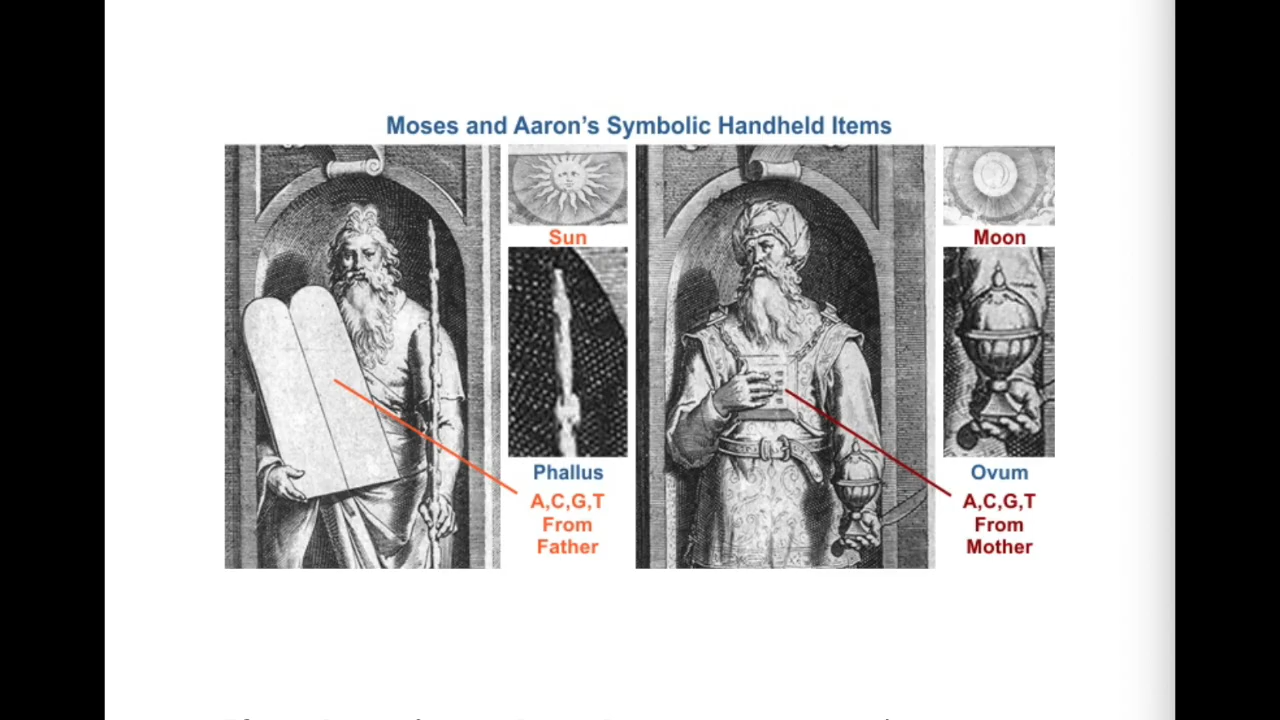 Moses and Aaron's Symbolic Handheld Items
Sun
Phallus
A,C,G,T
From
Father
Moon
Ovum
A,C,G,T
From
Mother